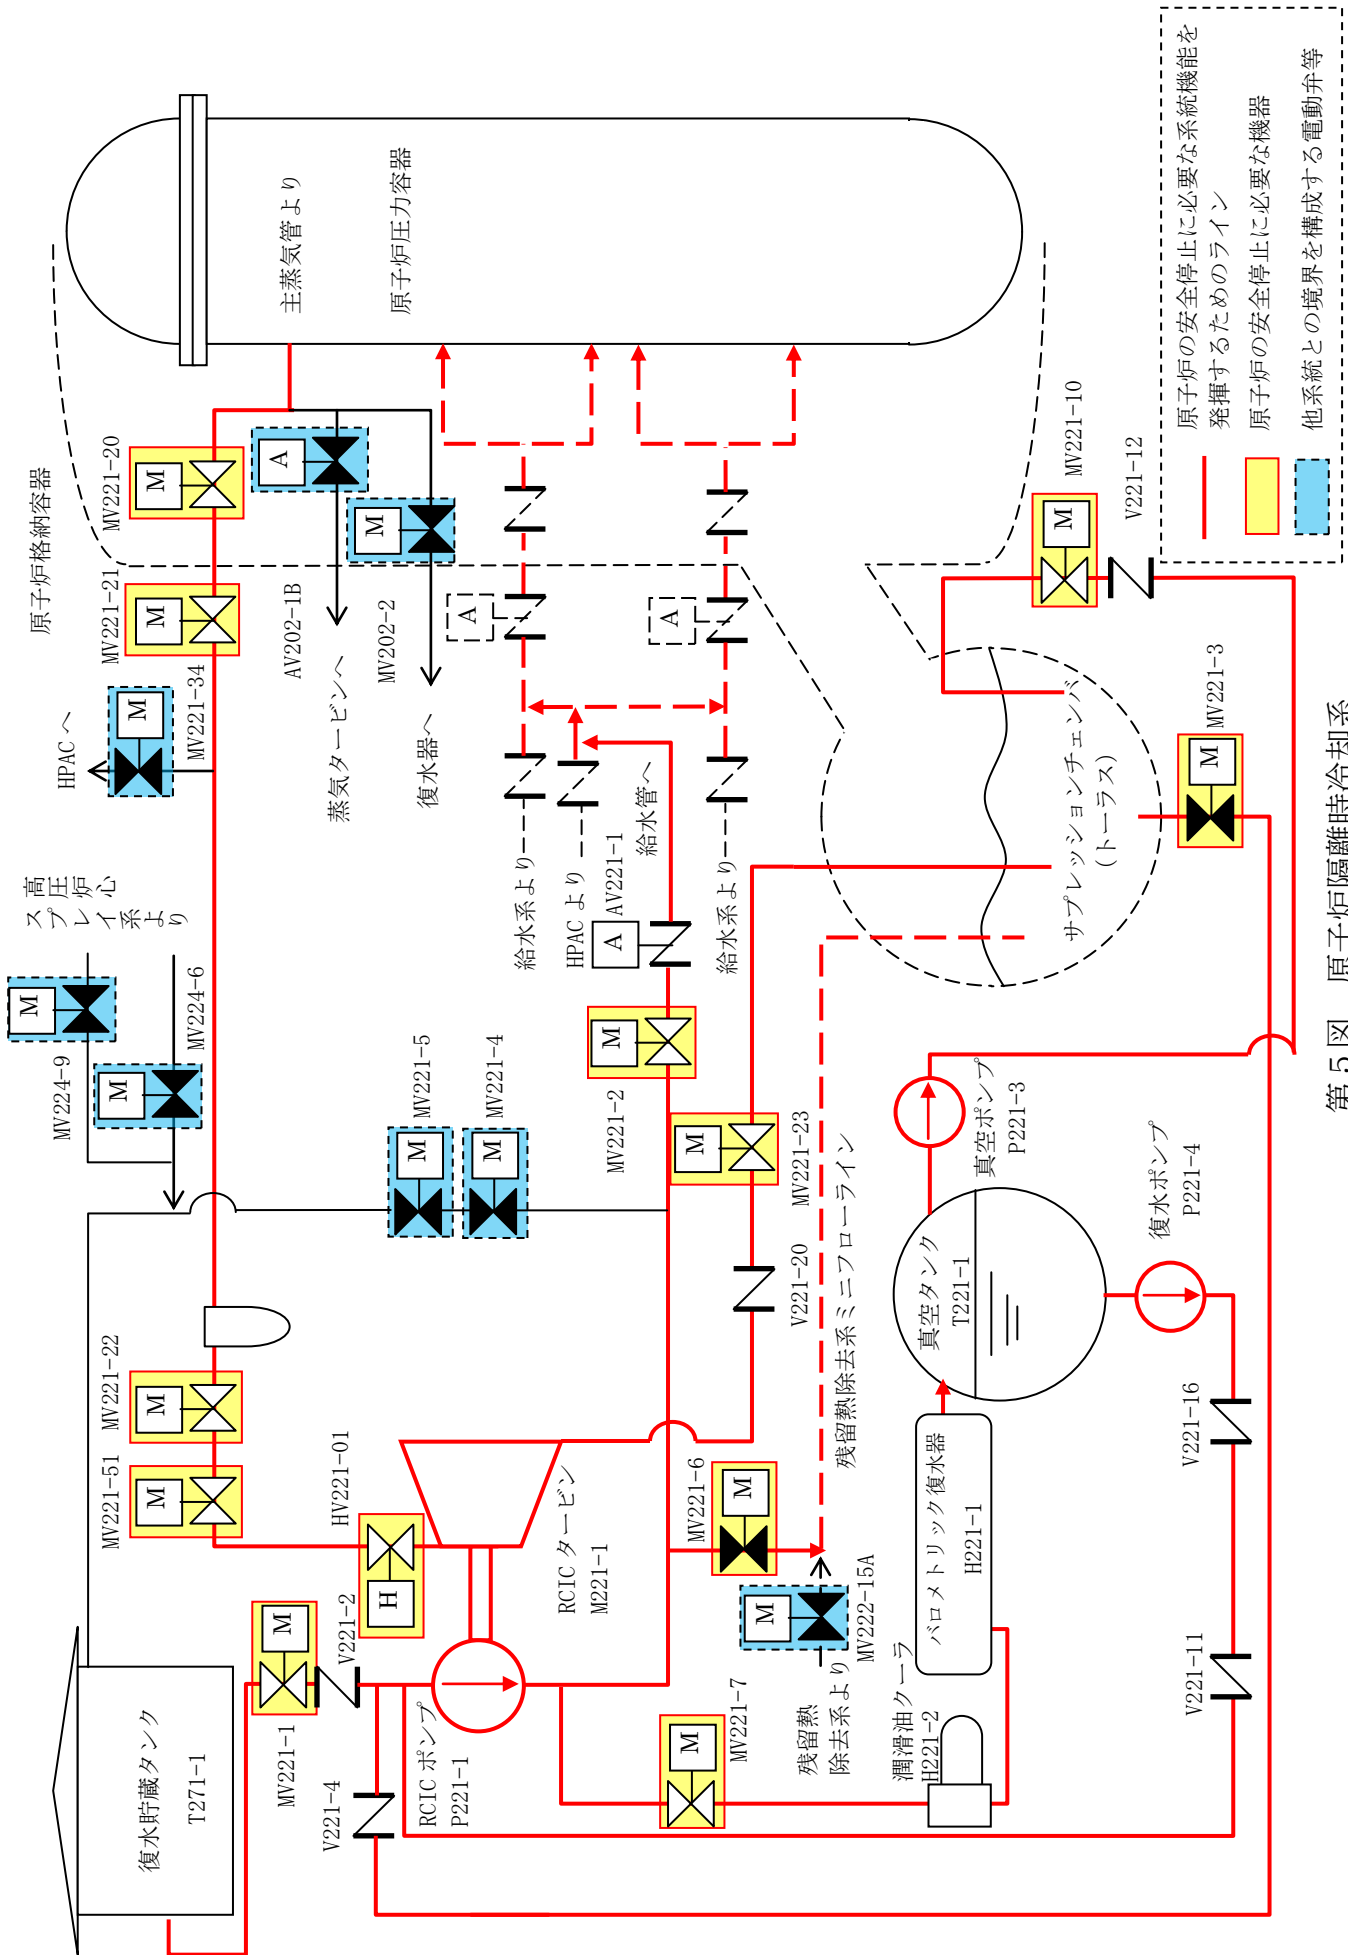 原子炉格納容器
主蒸気管より
原子炉圧力容器
MV221-20
M
MV221-21
M
HPAC へ
M
MV221-34
A
AV202-1B
蒸気タービンへ
M
MV202-2
復水器へ
A
A
給水系より
HPAC より
給水系より
AV221-1
A
給水管へ
高圧炉心
スプレイ系より
M
MV224-9
M
MV224-6
M
MV221-5
M
MV221-4
M
MV221-2
M
MV221-23
V221-20
残留熱除去系ミニフローライン
MV221-22
M
MV221-51
M
HV221-01
H
RCIC タービン
M221-1
MV221-6
M
M
MV222-15A
残留熱
除去系より
復水貯蔵タンク
T271-1
M
MV221-1
V221-2
V221-4
RCIC ポンプ
P221-1
M
MV221-7
潤滑油クーラ
H221-2
バロメトリック復水器
H221-1
真空タンク
T221-1
真空ポンプ
P221-3
復水ポンプ
P221-4
V221-16
V221-11
サプレッションチェンバ
(トーラス)
M
MV221-3
M
MV221-10
V221-12
原子炉の安全停止に必要な系統機能を
発揮するためのライン
原子炉の安全停止に必要な機器
他系統との境界を構成する電動弁等
第５図　原子炉隔離時冷却系